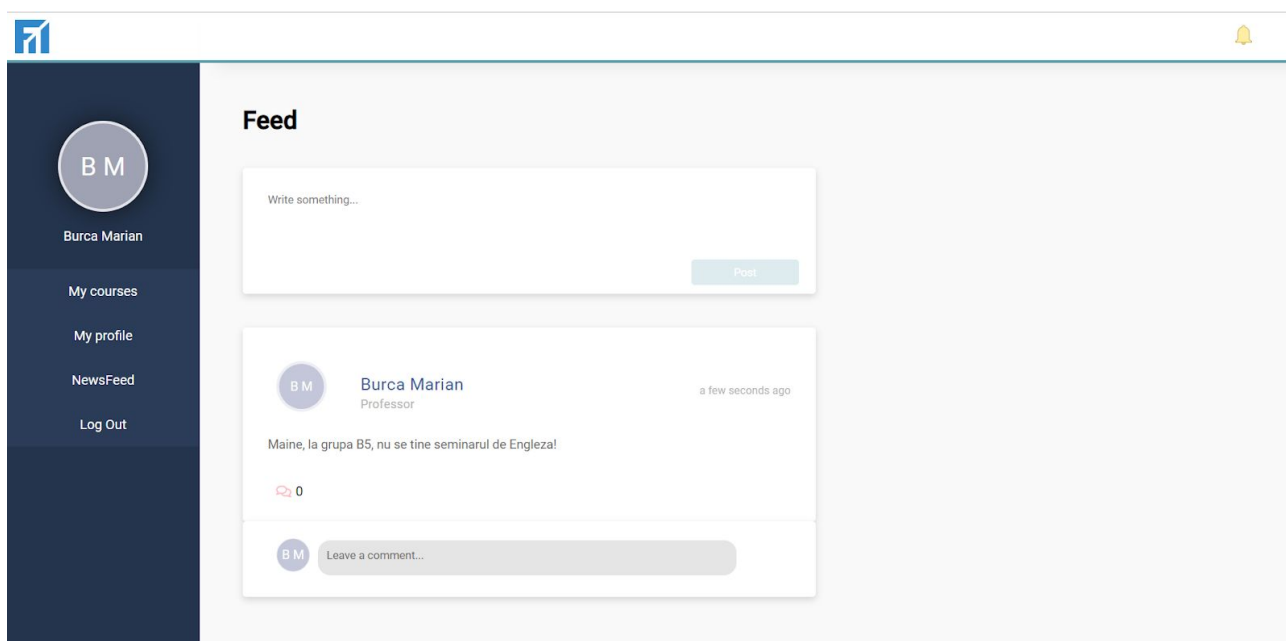 B M
Burca Marian
My courses
My profile
NewsFeed
Log Out
Feed
Write something...
Post
B M
Burca Marian
Professor
a few seconds ago
Maine, la grupa B5, nu se tine seminarul de Engleza!
0
B M
Leave a comment...